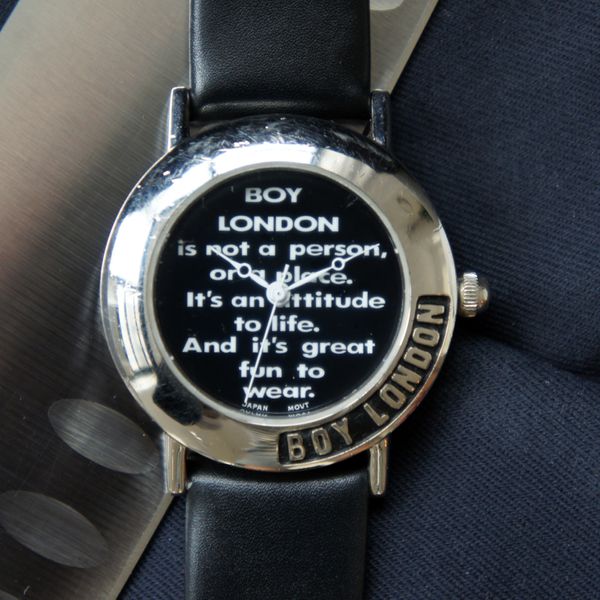 BOY
LONDON
is not a person,
or a place.
It's an attitude
to life.
And it's great
fun to
wear.
JAPAN MOVT
BOY LONDON